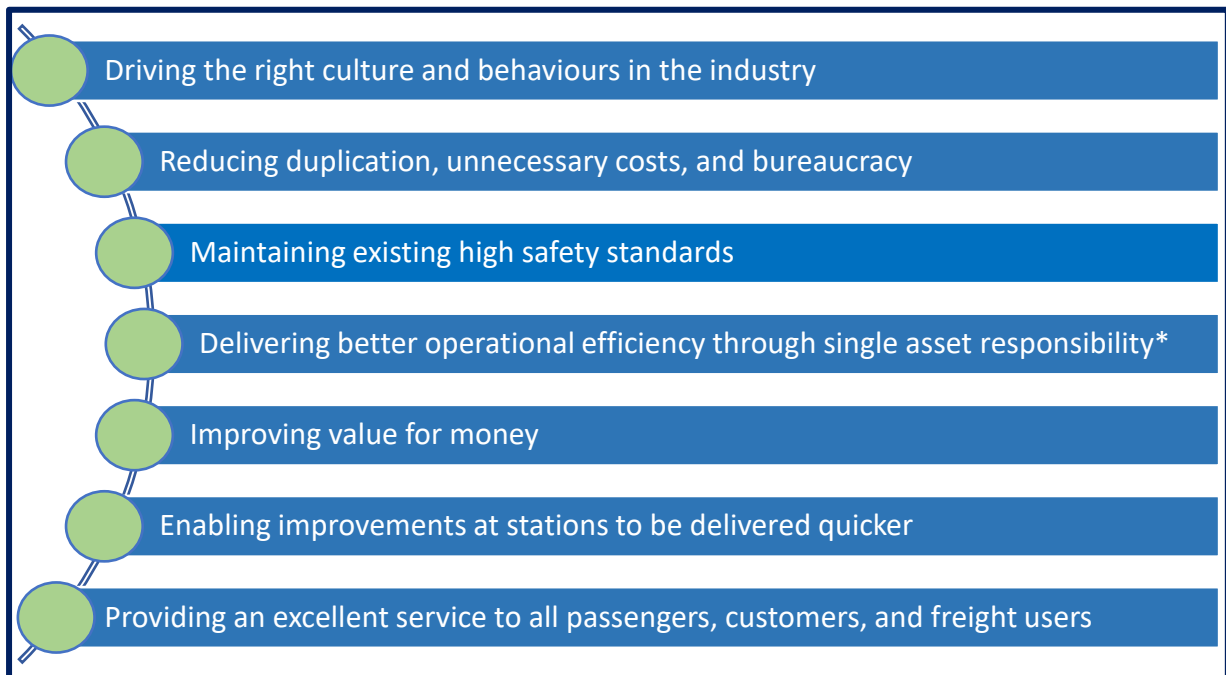 Driving the right culture and behaviours in the industry
Reducing duplication, unnecessary costs, and bureaucracy
Maintaining existing high safety standards
Delivering better operational efficiency through single asset responsibility*
Improving value for money
Enabling improvements at stations to be delivered quicker
Providing an excellent service to all passengers, customers, and freight users